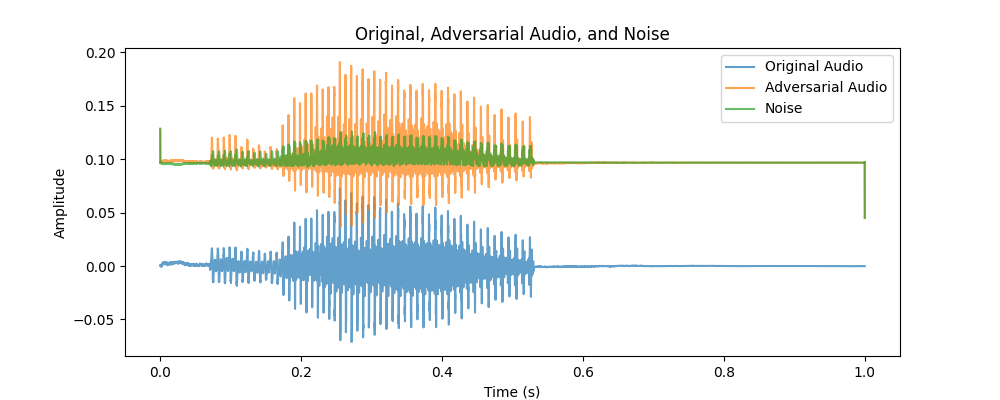 Original, Adversarial Audio, and Noise
Original Audio
Adversarial Audio
Noise
Amplitude
0.20
0.15
0.10
0.05
0.00
−0.05
0.0 0.2 0.4 0.6 0.8 1.0
Time (s)